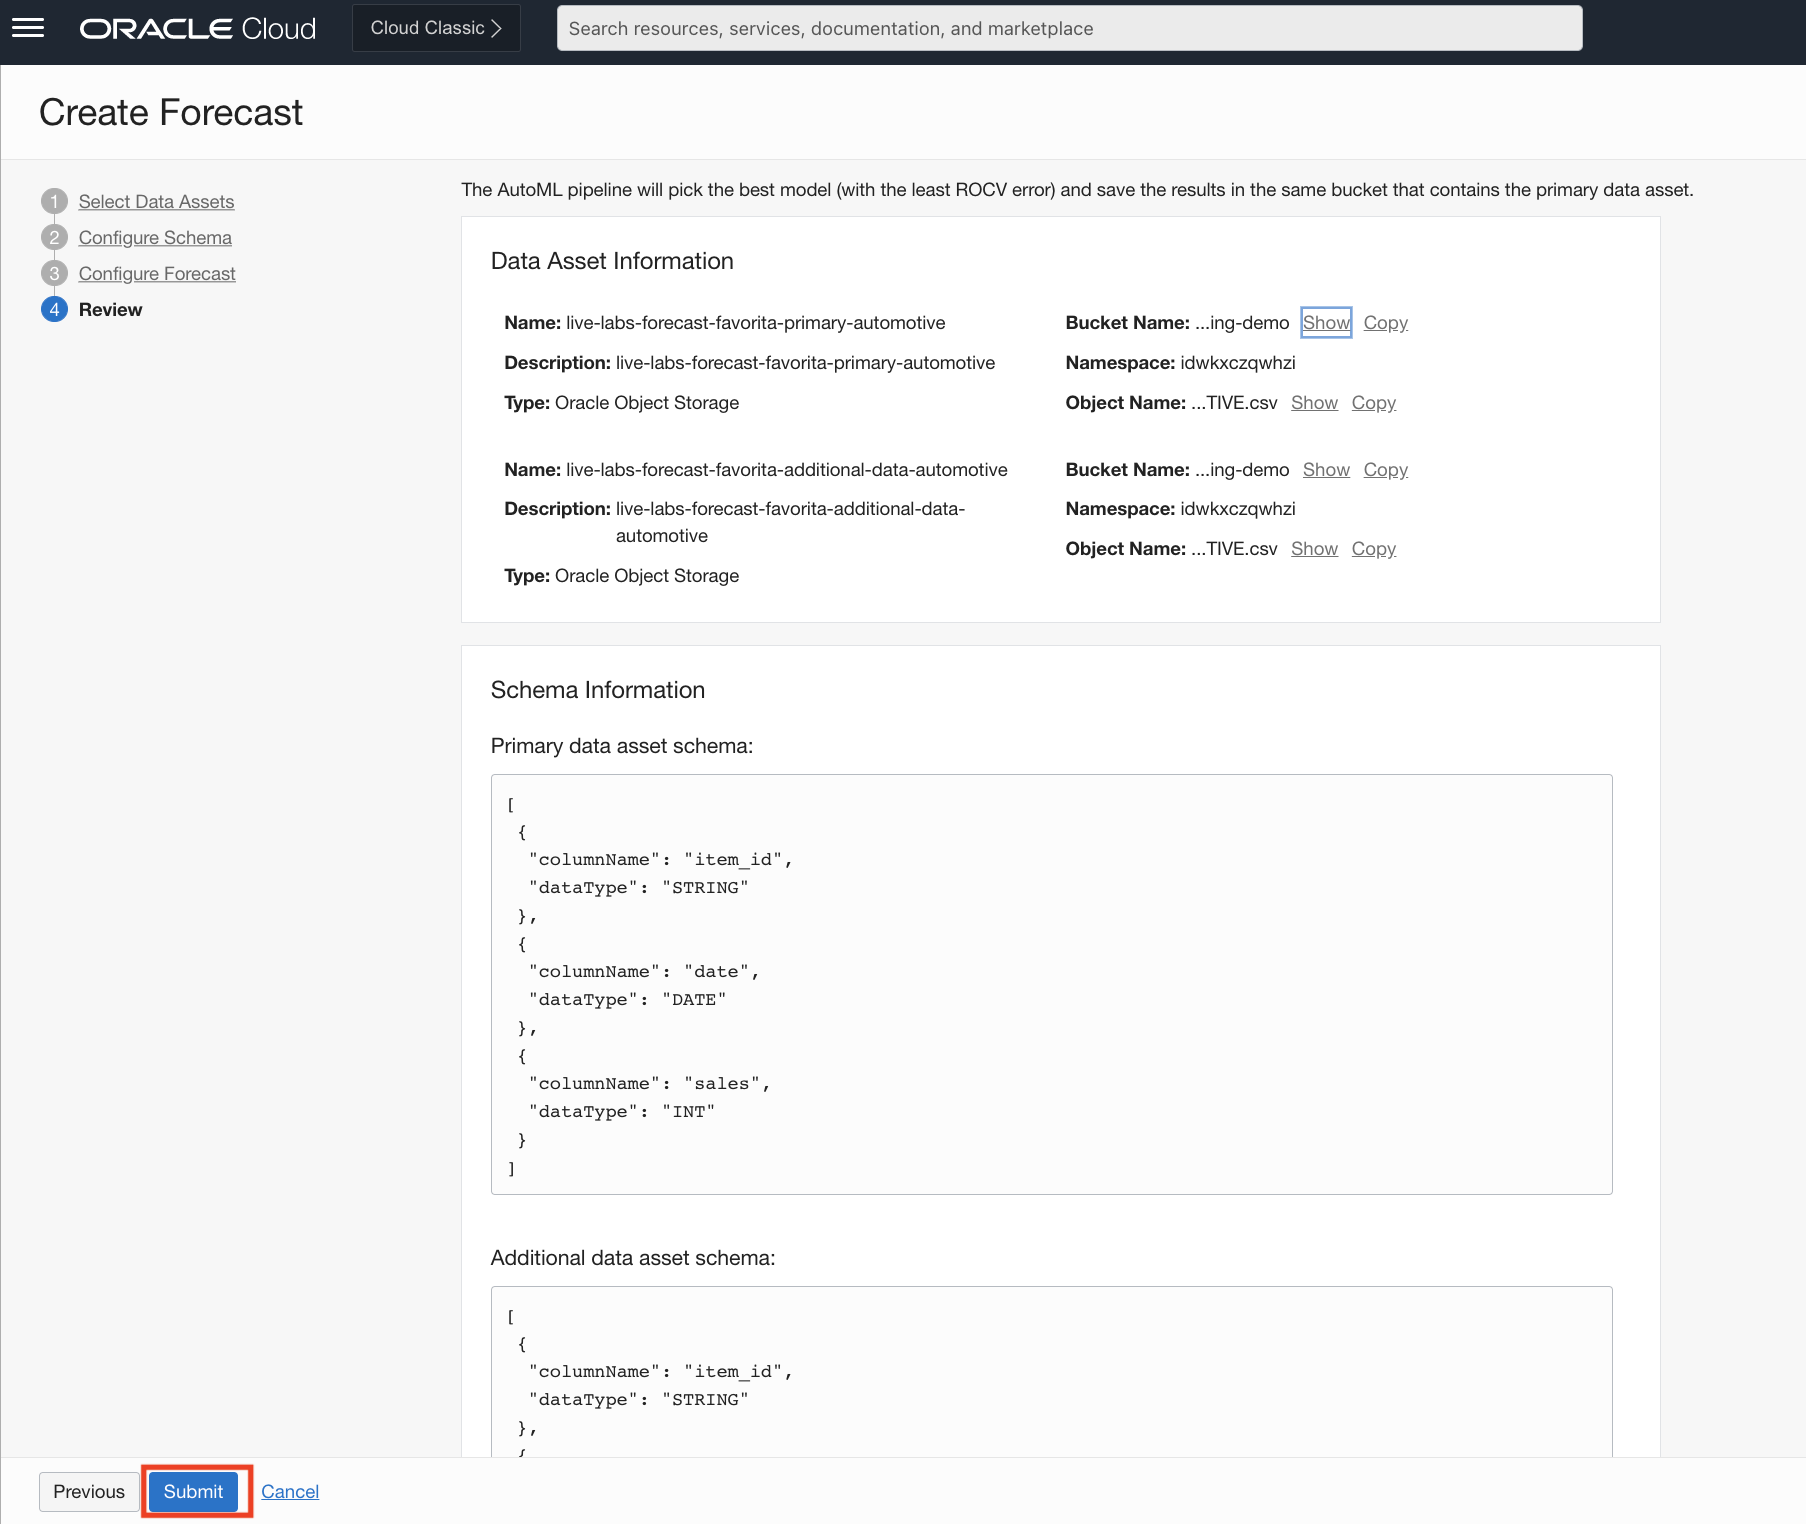 ORACLE Cloud
Cloud Classic
Search resources, services, documentation, and marketplace
Create Forecast
1 Select Data Assets
2 Configure Schema
3 Configure Forecast
4 Review
The AutoML pipeline will pick the best model (with the least ROCV error) and save the results in the same bucket that contains the primary data asset.
Data Asset Information
Name: live-labs-forecast-favorita-primary-automotive
Description: live-labs-forecast-favorita-primary-automotive
Type: Oracle Object Storage
Bucket Name: ...ing-demo Show Copy
Namespace: idwkxczqwhzi
Object Name: ...TIVE.csv Show Copy
Name: live-labs-forecast-favorita-additional-data-automotive
Description: live-labs-forecast-favorita-additional-data-
automotive
Type: Oracle Object Storage
Bucket Name: ...ing-demo Show Copy
Namespace: idwkxczqwhzi
Object Name: ...TIVE.csv Show Copy
Schema Information
Primary data asset schema:
[
{
"columnName": "item_id",
"dataType": "STRING"
},
{
"columnName": "date",
"dataType": "DATE"
},
{
"columnName": "sales",
"dataType": "INT"
}
]
Additional data asset schema:
[
{
"columnName": "item_id",
"dataType": "STRING"
},
{
Previous Submit Cancel